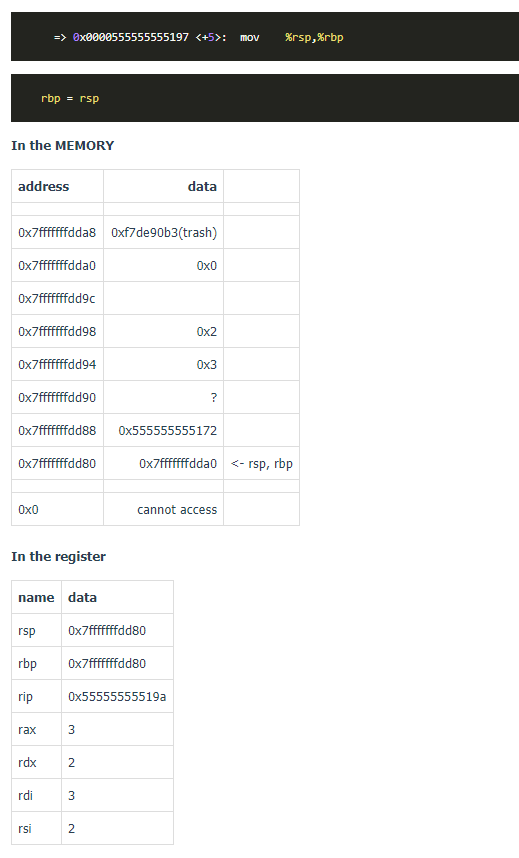 => 0x0000555555555197 <+5>: mov %rsp,%rbp
rbp = rsp
In the MEMORY
address data
0x7fffffffdda8 0xf7de90b3(trash)
0x7fffffffdda0 0x0
0x7fffffffdd9c
0x7fffffffdd98 0x2
0x7fffffffdd94 0x3
0x7fffffffdd90 ?
0x7fffffffdd88 0x555555555172
0x7fffffffdd80 0x7fffffffdda0 <- rsp, rbp
0x0 cannot access
In the register
name data
rsp 0x7fffffffdd80
rbp 0x7fffffffdd80
rip 0x55555555519a
rax 3
rdx 2
rdi 3
rsi 2